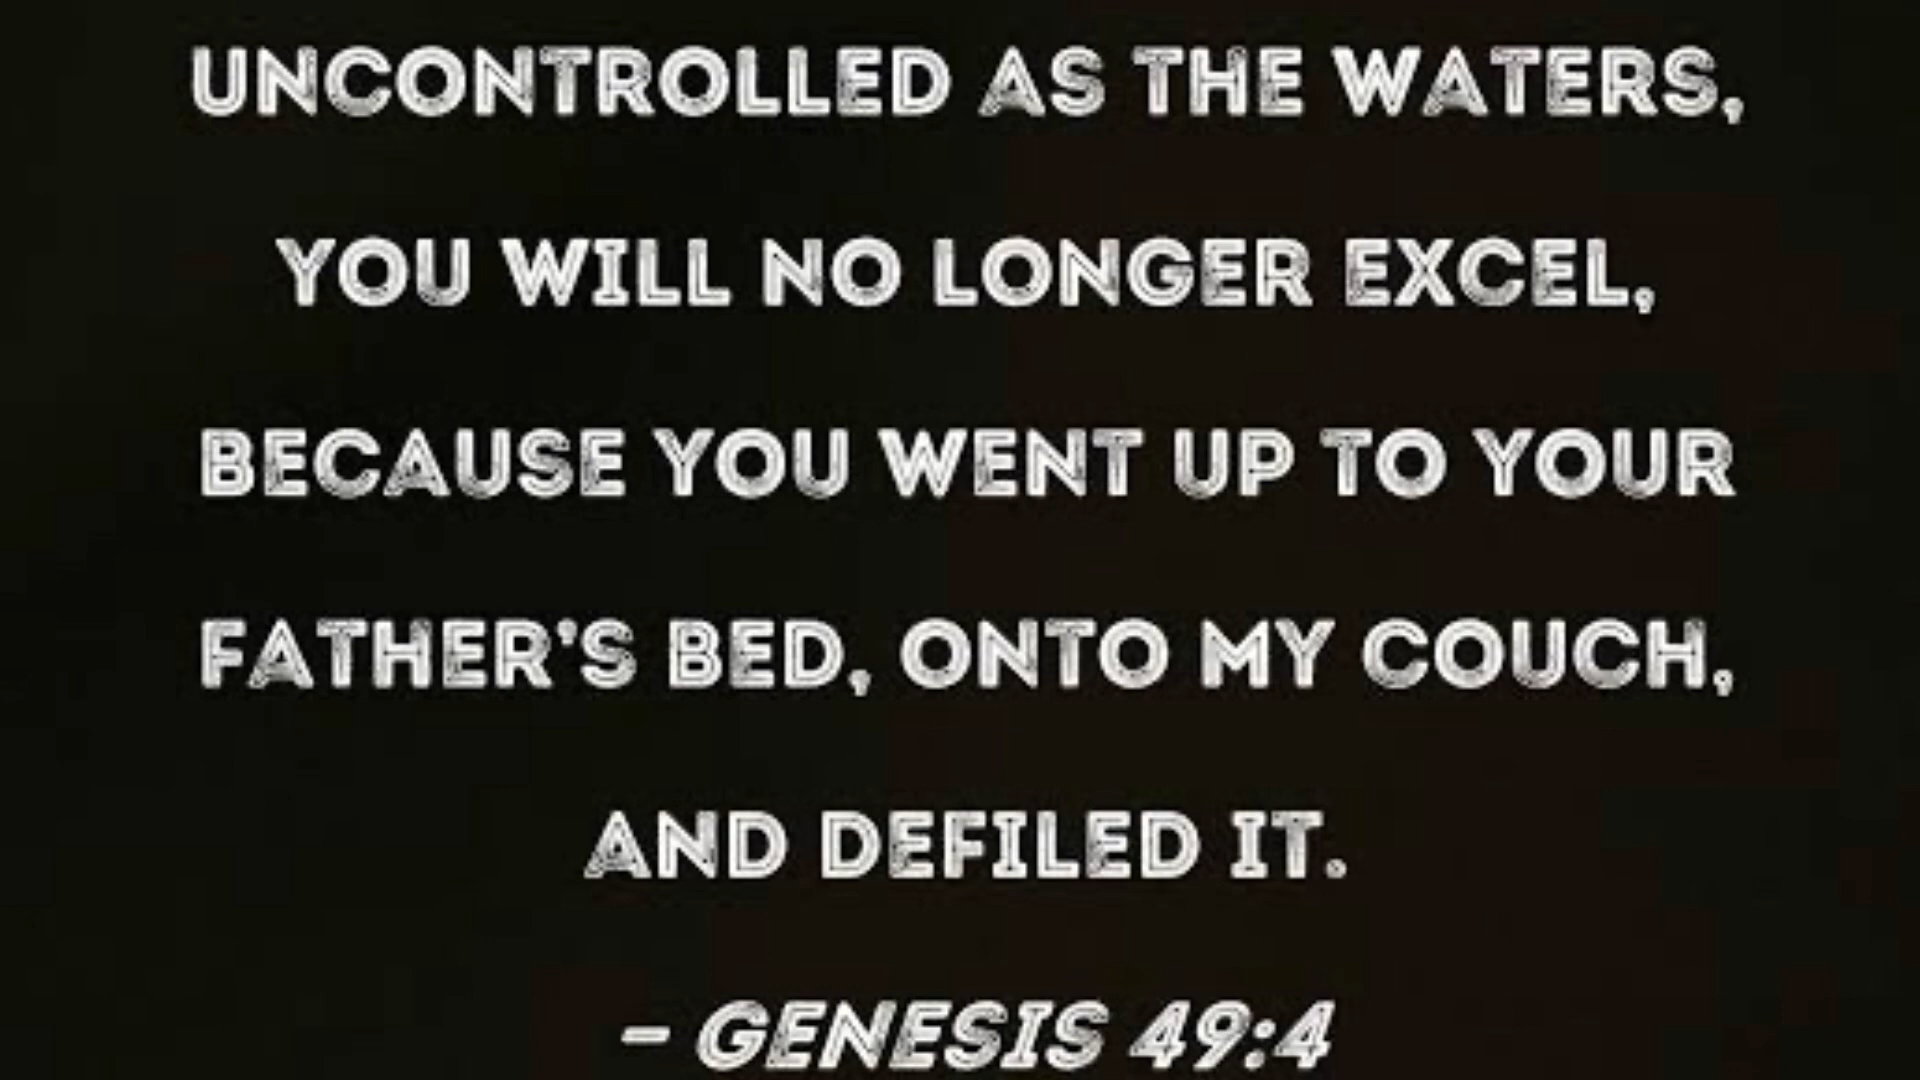 UNCONTROLLED AS THE WATERS,
YOU WILL NO LONGER EXCEL,
BECAUSE YOU WENT UP TO YOUR
FATHER'S BED, ONTO MY COUCH,
AND DEFILED IT.
– GENESIS 49:4